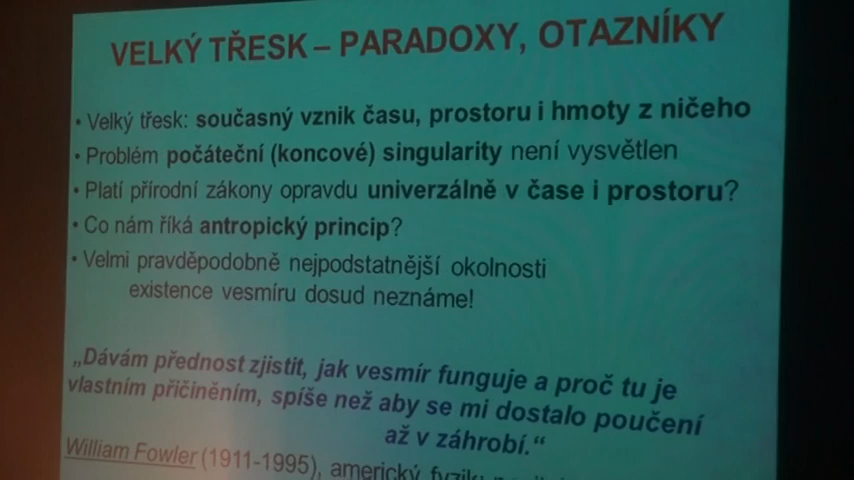 VELKÝ TŘESK – PARADOXY, OTAZNÍKY
• Velký třesk: současný vznik času, prostoru i hmoty z ničeho
• Problém počáteční (koncové) singularity není vysvětlen
• Platí přírodní zákony opravdu univerzálně v čase i prostoru?
• Co nám říká antropický princip?
• Velmi pravděpodobně nejpodstatnější okolnosti
existence vesmíru dosud neznáme!
„Dávám přednost zjistit, jak vesmír funguje a proč tu je
vlastním přičiněním, spíše než aby se mi dostalo poučení
až v záhrobí.“
William Fowler (1911-1995), americký